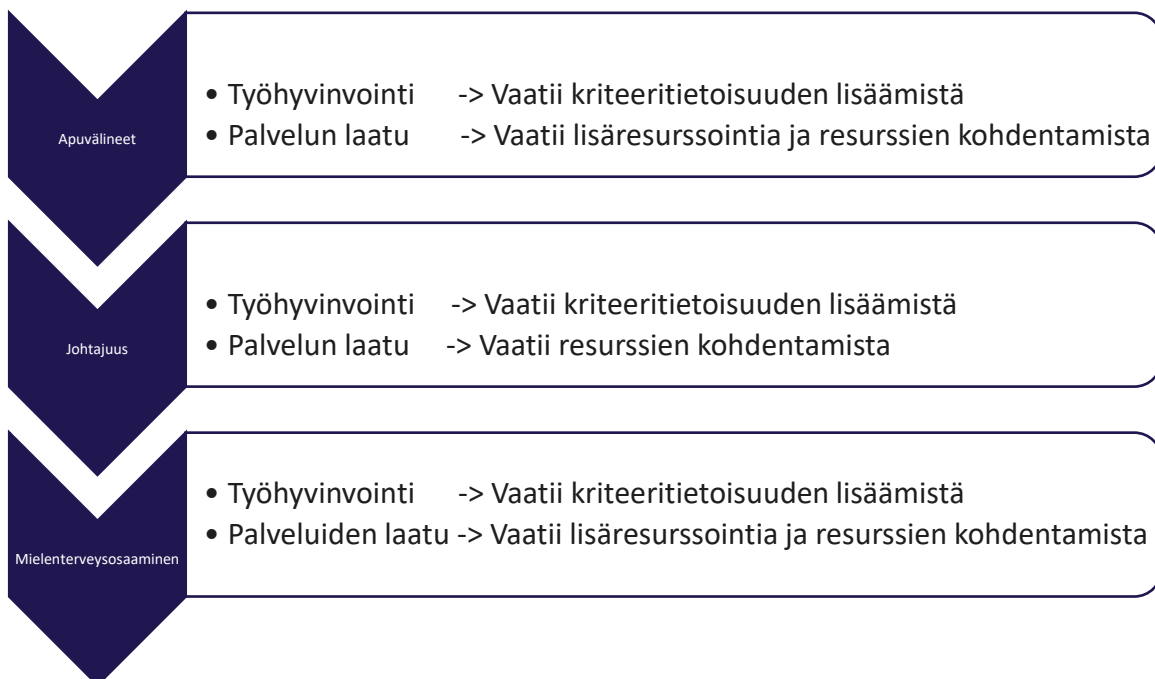 Apuvälineet
• Työhyvinvointi -> Vaatii kriteeritietoisuuden lisäämistä
• Palvelun laatu -> Vaatii lisäresurssointia ja resurssien kohdentamista
Johtajuus
• Työhyvinvointi -> Vaatii kriteeritietoisuuden lisäämistä
• Palvelun laatu -> Vaatii resurssien kohdentamista
Mielenterveysosaaminen
• Työhyvinvointi -> Vaatii kriteeritietoisuuden lisäämistä
• Palveluiden laatu -> Vaatii lisäresurssointia ja resurssien kohdentamista